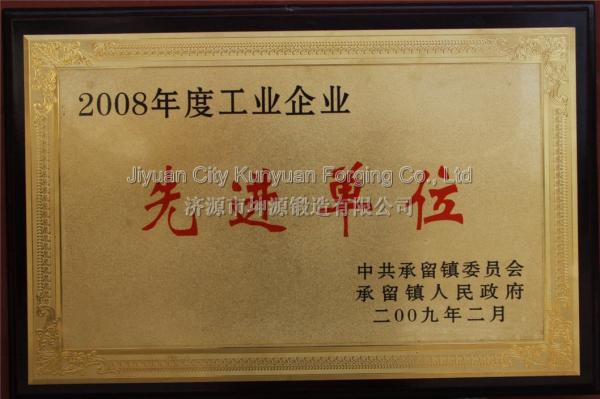 2008年度工业企业
Jiyuan City Kunyuan Forging Co., Ltd
先进单位
济源市坤源锻造有限公司
中共承留镇委员会
承留镇人民政府
二00九年二月